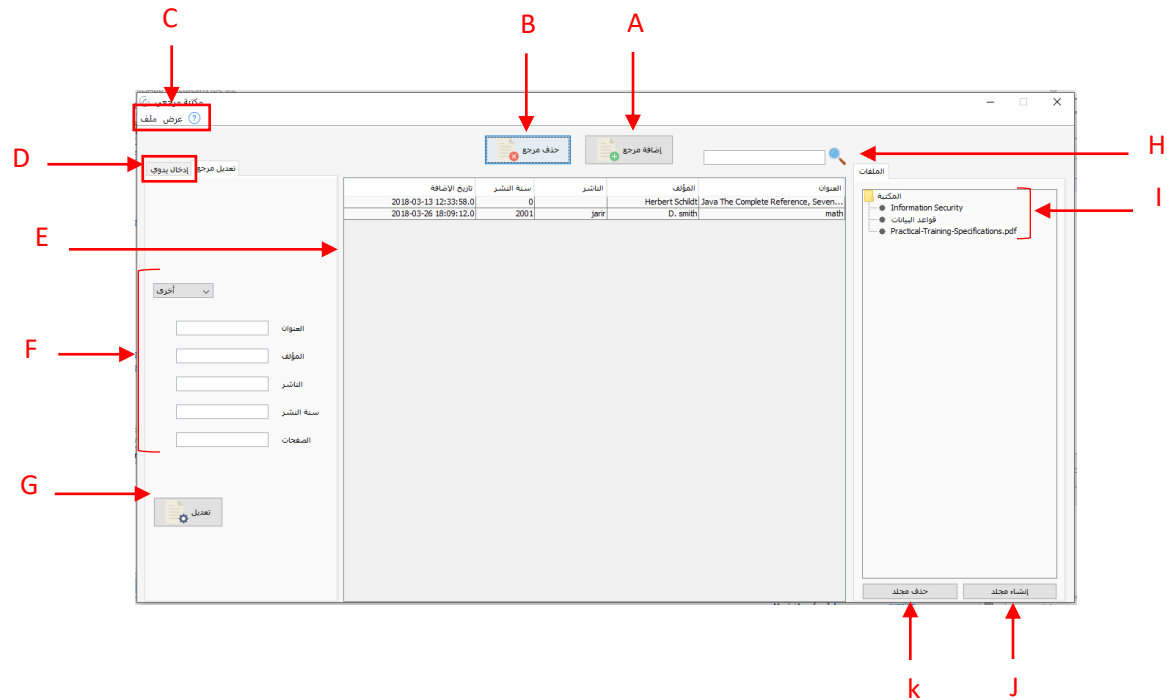 C
B
A
مكتبة مرجعي
ملف عرض
إضافة مرجع
حذف مرجع
H
D
تعديل مرجع
إدخال يدوي
الملفات
العنوان المؤلف الناشر سنة النشر تاريخ الإضافة
Java The Complete Reference, Seven... Herbert Schildt 0 2018-03-13 12:33:58.0
math D. smith jarir 2001 2018-03-26 18:09:12.0
المكتبة
Information Security
قواعد البيانات
Practical-Training-Specifications.pdf
I
E
أخرى
العنوان
F
المؤلف
الناشر
سنة النشر
الصفحات
G
تعديل
إنشاء مجلد
حذف مجلد
k
J